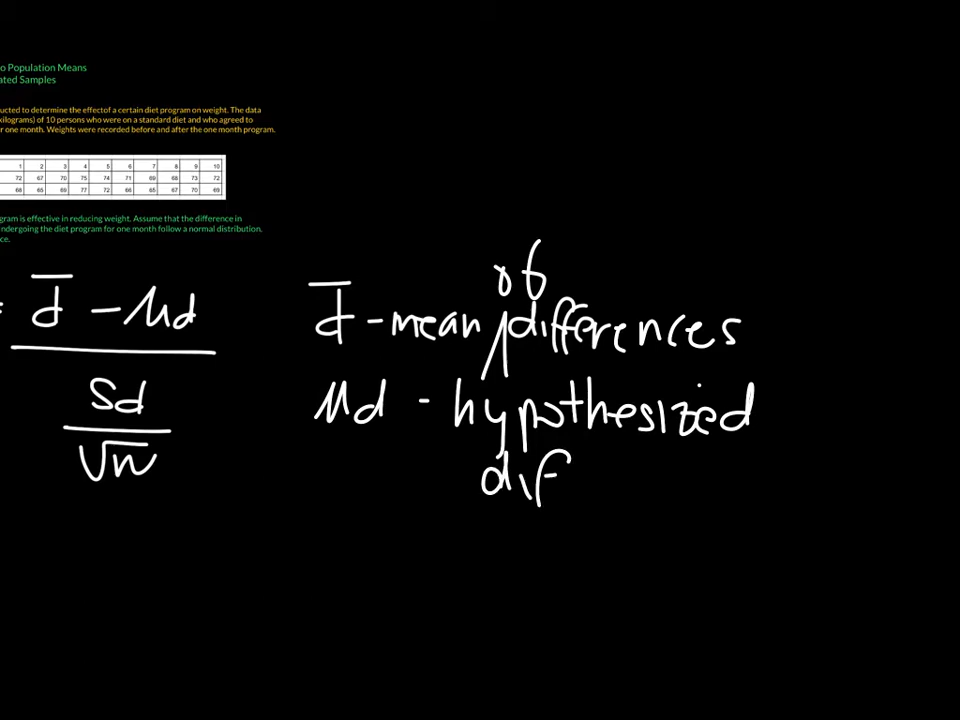 o Population Means
ated Samples
ucted to determine the effectof a certain diet program on weight. The data
kilograms) of 10 persons who were on a standard diet and who agreed to
r one month. Weights were recorded before and after the one month program.
1 2 3 4 5 6 7 8 9 10
72 67 70 75 74 71 69 68 73 72
68 65 68 77 72 66 65 67 70 69
gram is effective in reducing weight. Assume that the difference in
undergoing the diet program for one month follow a normal distribution.
ce.
= d̅ - μd
Sd
√n
of
d̅ - mean differences
μd - hypothesized
dif